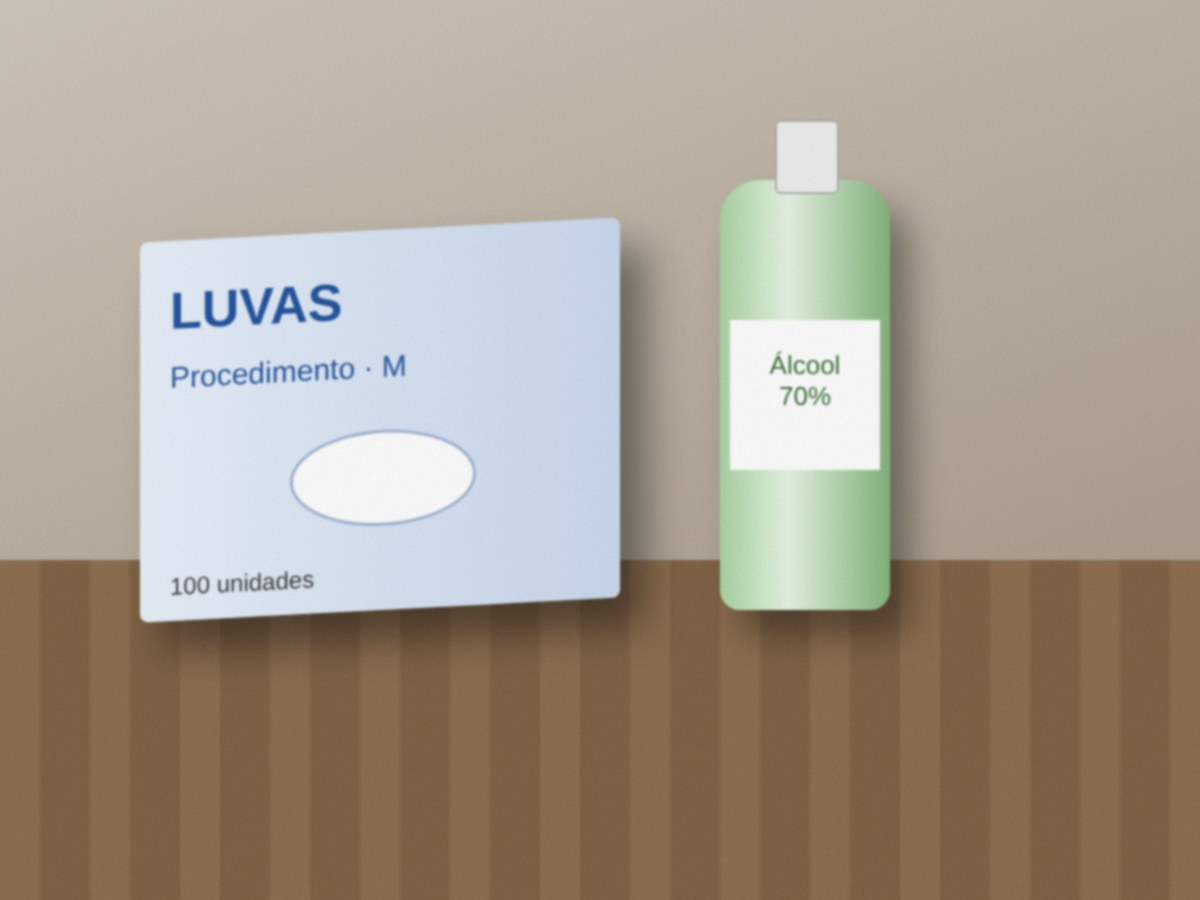 LUVAS
Procedimento · M
100 unidades
Álcool
70%